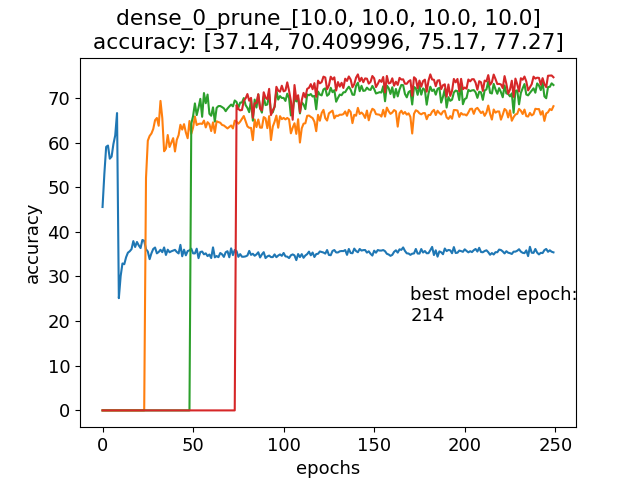 dense_0_prune_[10.0, 10.0, 10.0, 10.0]
accuracy: [37.14, 70.409996, 75.17, 77.27]
70
60
50
40
30
20
10
0
accuracy
best model epoch:
214
0 50 100 150 200 250
epochs